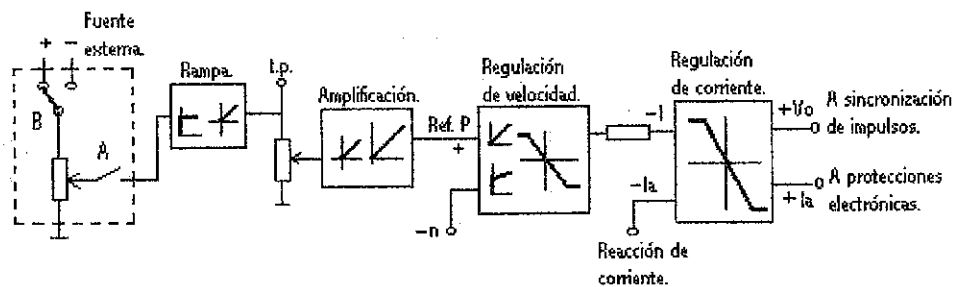 Fuente
externa.
+ −
B
A
Rampa.
t.p.
Amplificación.
Ref. P
+
−n
Regulación
de velocidad.
−I
−Ia
Reacción de
corriente.
Regulación
de corriente.
+Vo
A sincronización
de impulsos.
+Ia
A protecciones
electrónicas.